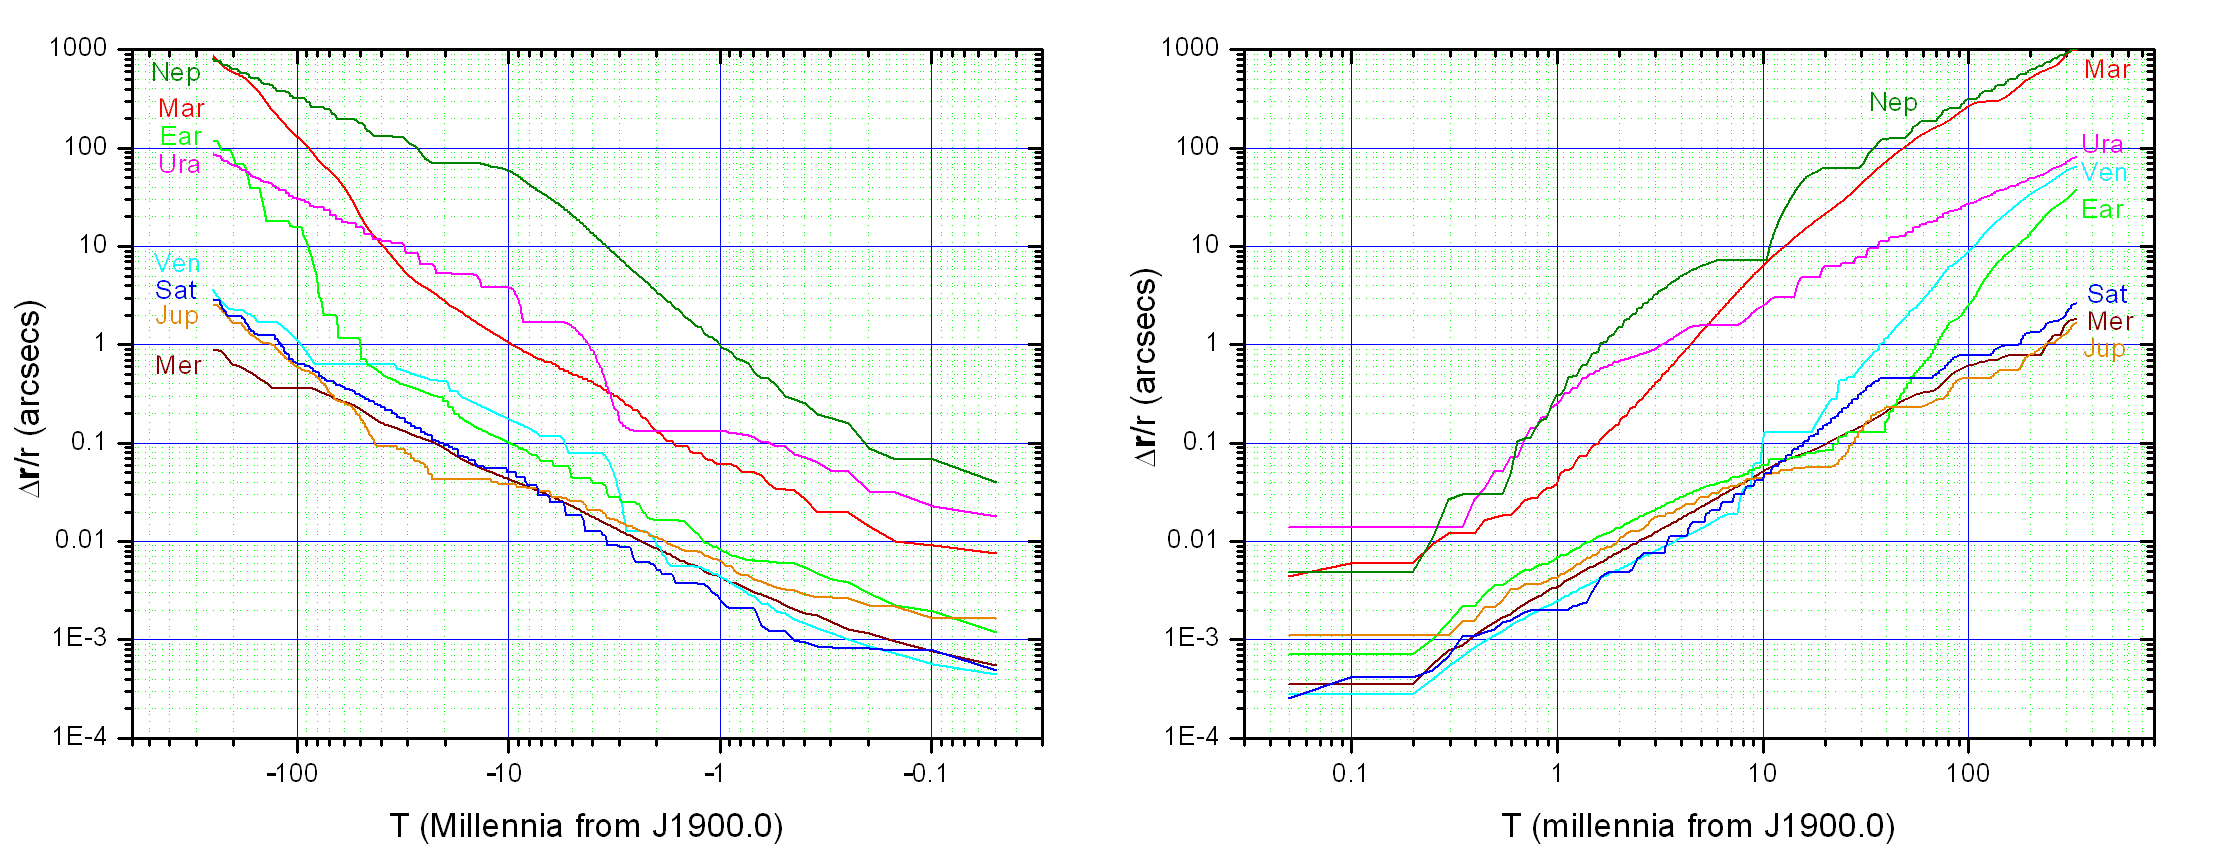 1000
100
10
1
0.1
0.01
1E-3
1E-4
Δr/r (arcsecs)
Nep
Mar
Ear
Ura
Ven
Sat
Jup
Mer
-100
-10
-1
-0.1
T (Millennia from J1900.0)
1000
100
10
1
0.1
0.01
1E-3
1E-4
Δr/r (arcsecs)
Mar
Nep
Ura
Ven
Ear
Sat
Mer
Jup
0.1
1
10
100
T (millennia from J1900.0)